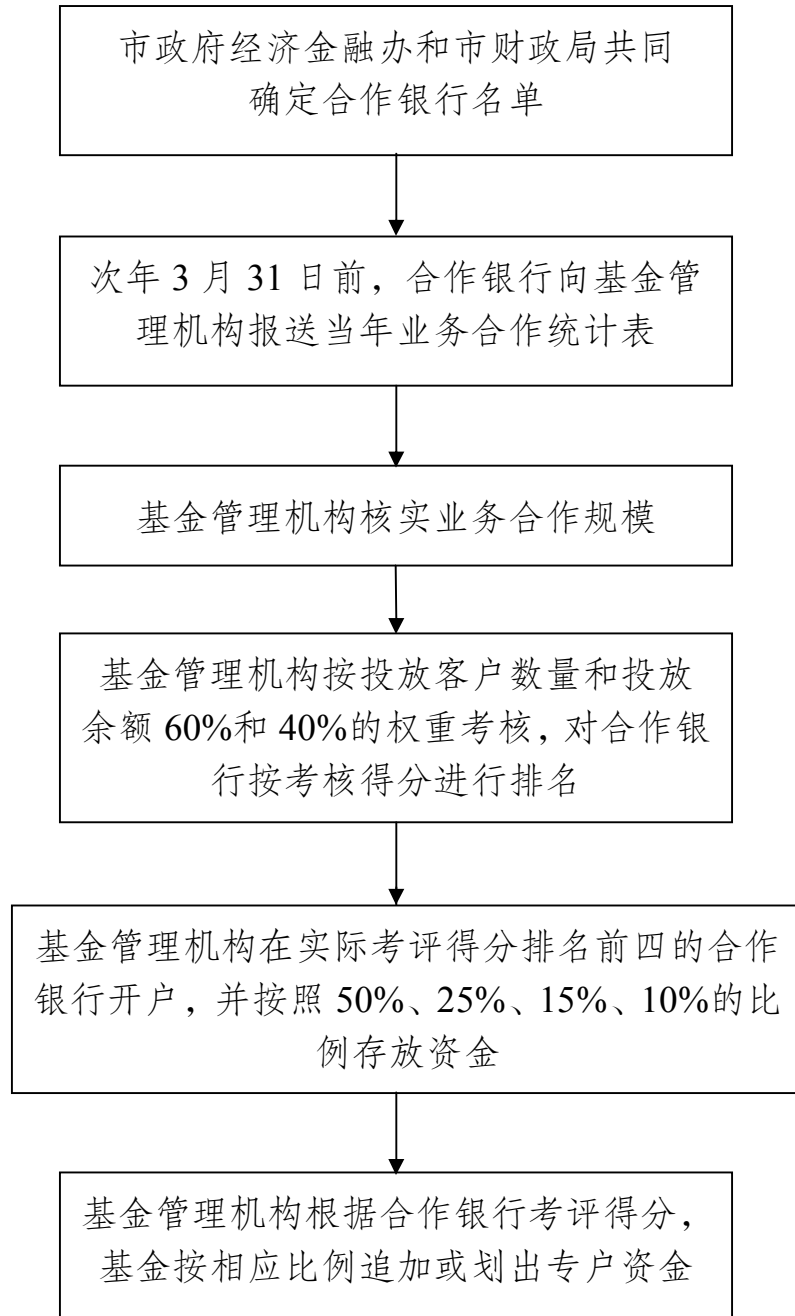 市政府经济金融办和市财政局共同
确定合作银行名单
次年 3 月 31 日前，合作银行向基金管
理机构报送当年业务合作统计表
基金管理机构核实业务合作规模
基金管理机构按投放客户数量和投放
余额 60%和 40%的权重考核，对合作银
行按考核得分进行排名
基金管理机构在实际考评得分排名前四的合作
银行开户，并按照 50%、25%、15%、10%的比
例存放资金
基金管理机构根据合作银行考评得分，
基金按相应比例追加或划出专户资金